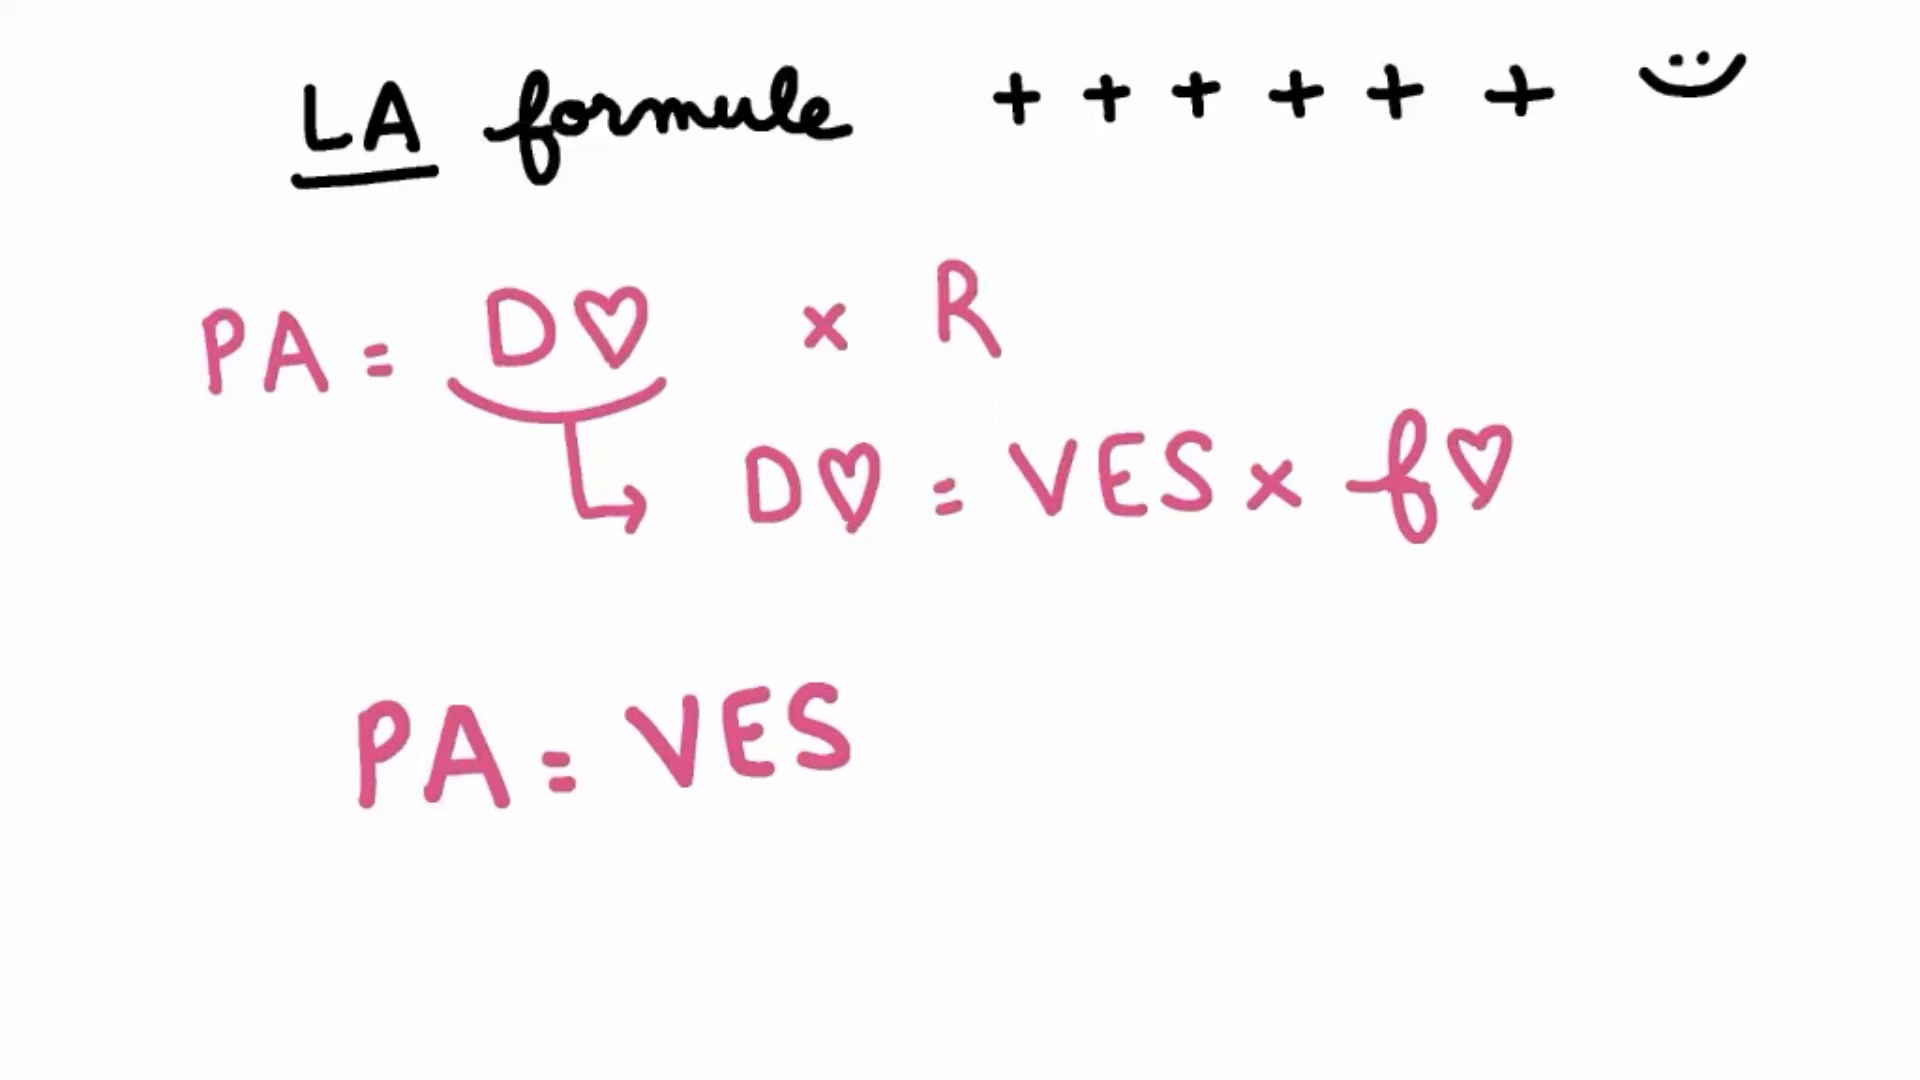 LA formule + + + + + +
PA = D♡ x R
D♡ = VES x f♡
PA = VES